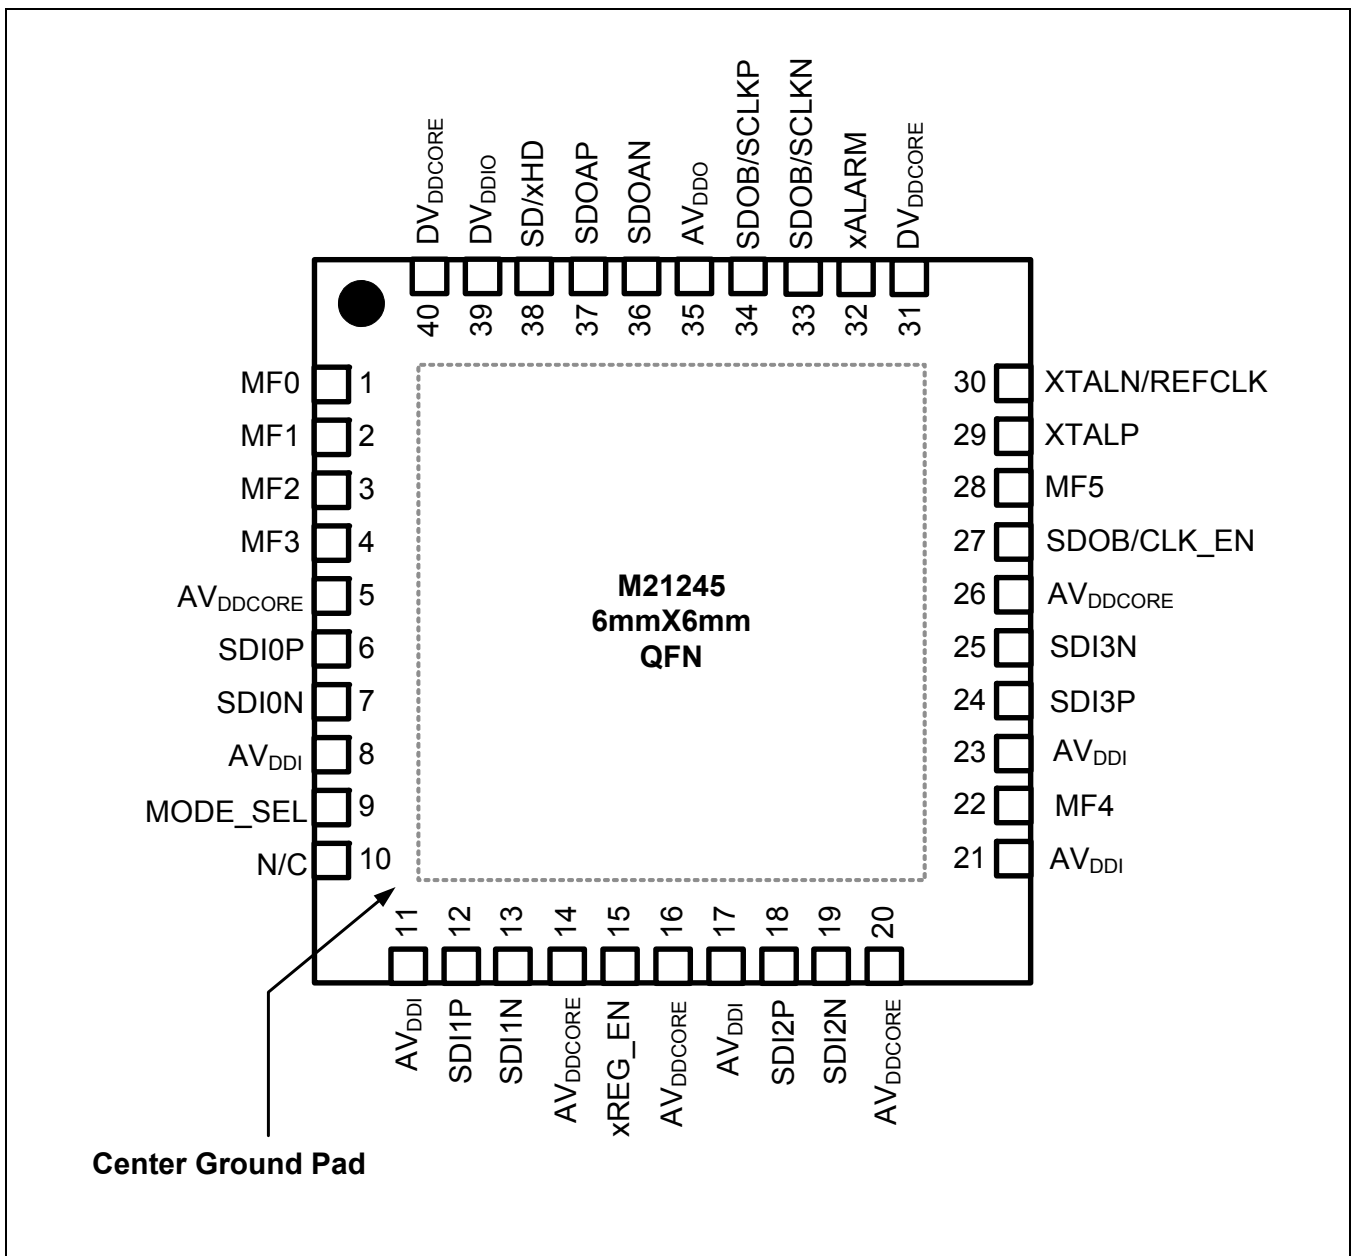 DVDDCORE
DVDDIO
SD/xHD
SDOAP
SDOAN
AVDDO
SDOB/SCLKP
SDOB/SCLKN
xALARM
DVDDCORE
40
39
38
37
36
35
34
33
32
31
MF0 1
MF1 2
MF2 3
MF3 4
AVDDCORE 5
SDI0P 6
SDI0N 7
AVDDI 8
MODE_SEL 9
N/C 10
M21245
6mmX6mm
QFN
30 XTALN/REFCLK
29 XTALP
28 MF5
27 SDOB/CLK_EN
26 AVDDCORE
25 SDI3N
24 SDI3P
23 AVDDI
22 MF4
21 AVDDI
11
12
13
14
15
16
17
18
19
20
AVDDI
SDI1P
SDI1N
AVDDCORE
xREG_EN
AVDDCORE
AVDDI
SDI2P
SDI2N
AVDDCORE
Center Ground Pad